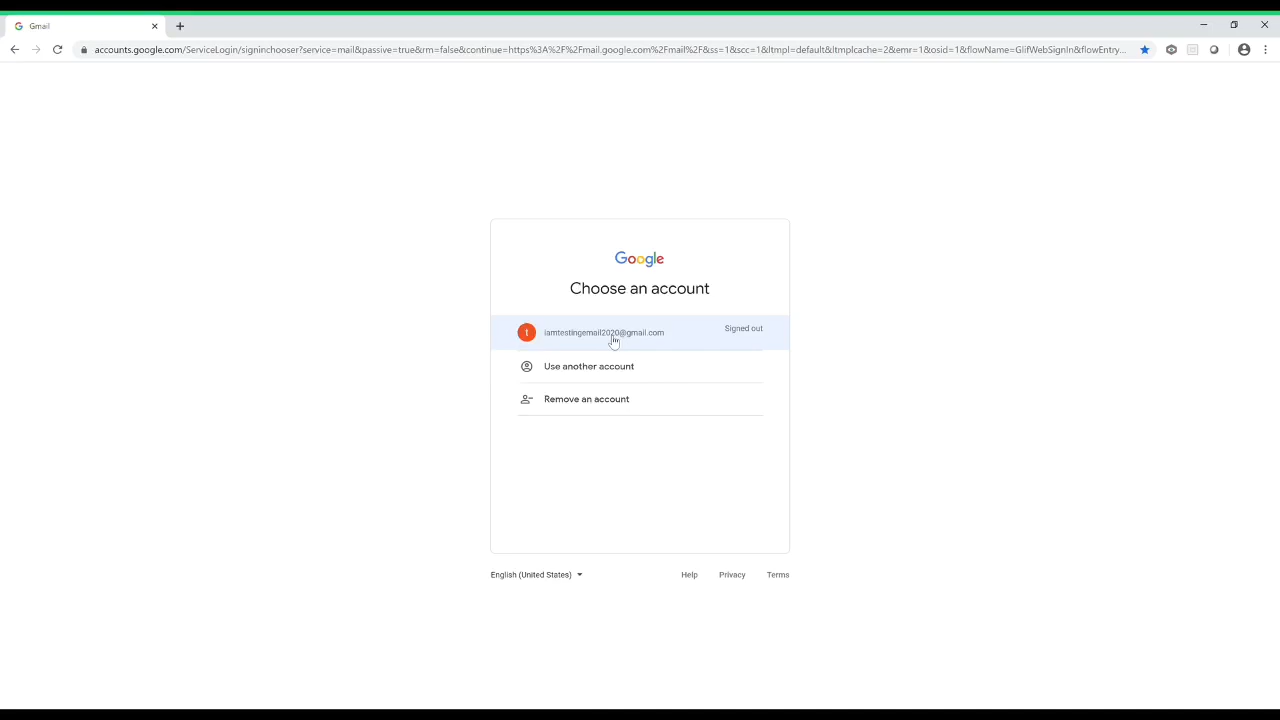 Gmail
accounts.google.com/ServiceLogin/signinchooser?service=mail&passive=true&rm=false&continue=https%3A%2F%2Fmail.google.com%2Fmail%2F&ss=1&scc=1&ltmpl=default&ltmplcache=2&emr=1&osid=1&flowName=GlifWebSignIn&flowEntry...
Google
Choose an account
iamtestingemail2020@gmail.com
Signed out
Use another account
Remove an account
English (United States)
Help
Privacy
Terms